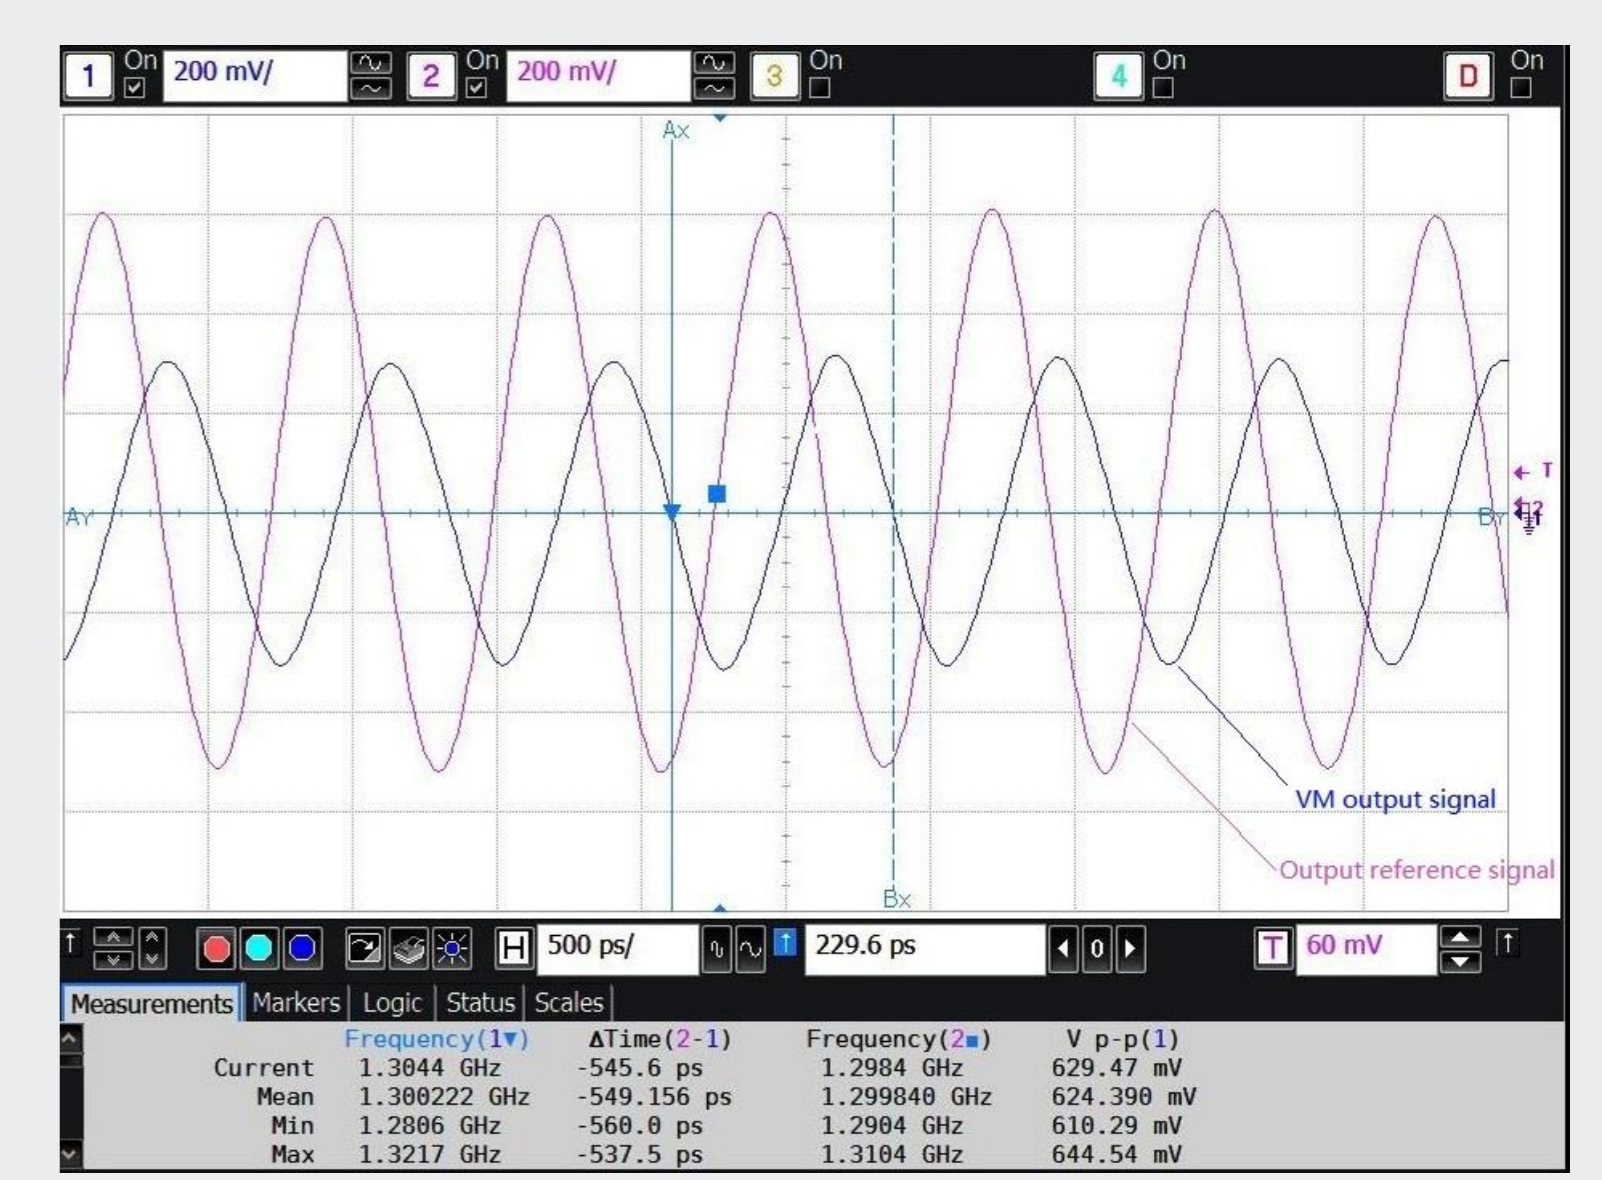 1 On 200 mV/ 2 On 200 mV/ 3 On 4 On D On
Ax
T
AY BY 2
1
VM output signal
Output reference signal
Bx
H 500 ps/ 229.6 ps 0 T 60 mV
Measurements Markers Logic Status Scales
Frequency(1▼) ΔTime(2-1) Frequency(2■) V p-p(1)
Current 1.3044 GHz -545.6 ps 1.2984 GHz 629.47 mV
Mean 1.300222 GHz -549.156 ps 1.299840 GHz 624.390 mV
Min 1.2806 GHz -560.0 ps 1.2904 GHz 610.29 mV
Max 1.3217 GHz -537.5 ps 1.3104 GHz 644.54 mV